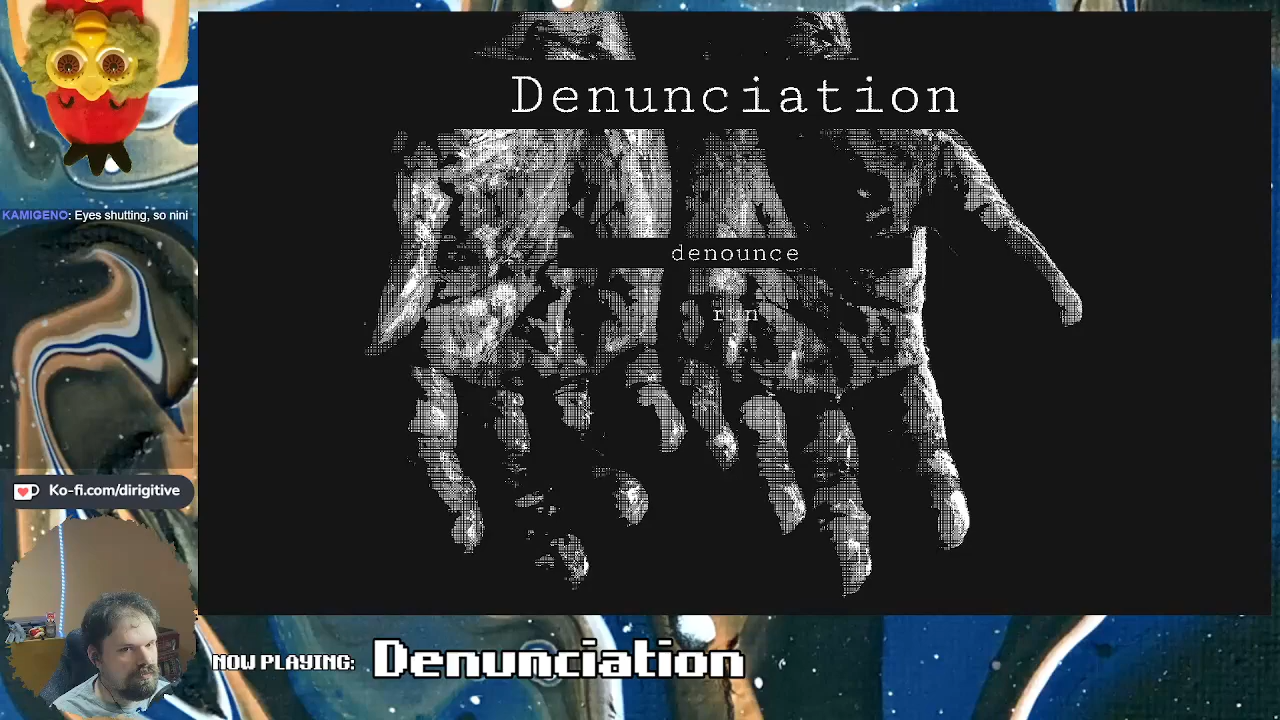 Denunciation
denounce
run
KAMIGENO: Eyes shutting, so nini
Ko-fi.com/dirigitive
NOW PLAYING: Denunciation